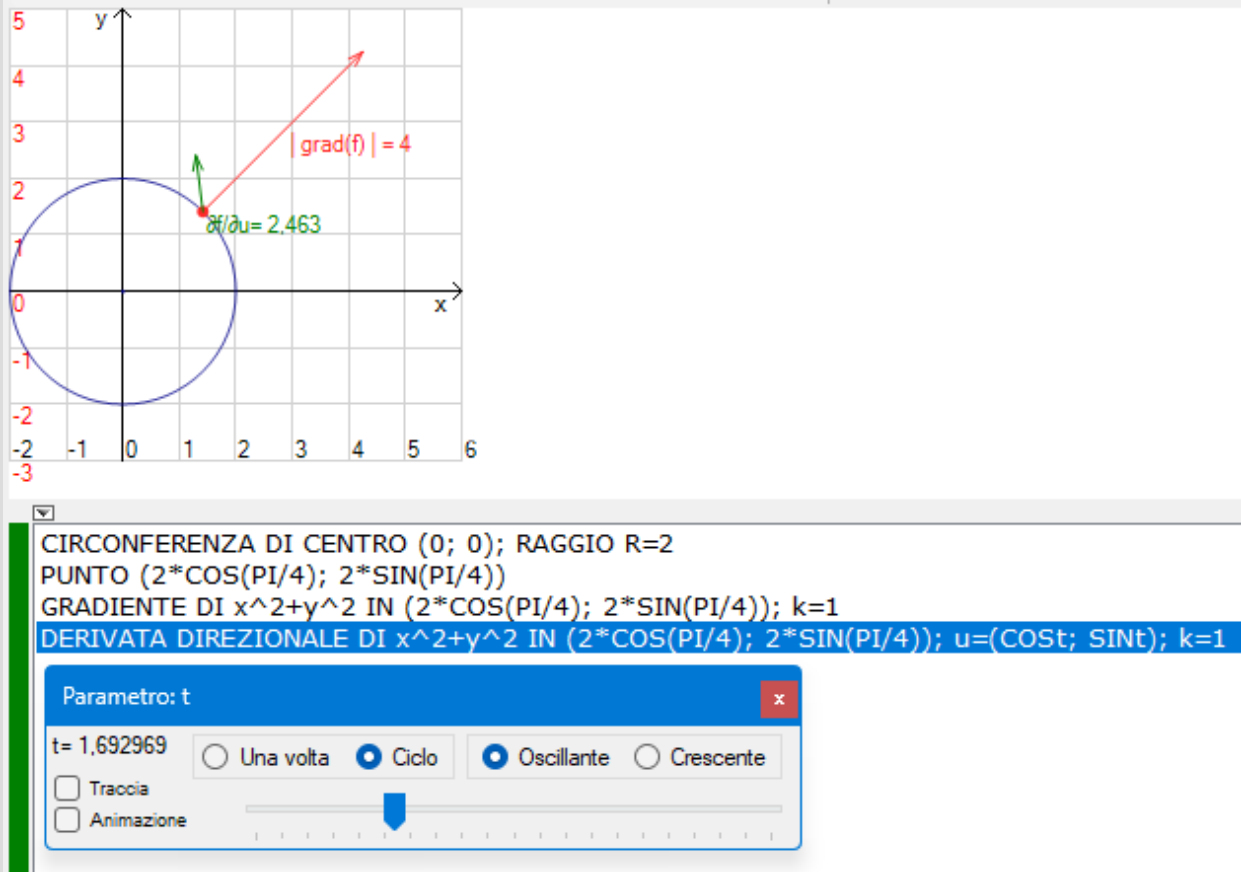 5
y
4
| grad(f) | = 4
3
2
∂f/∂u= 2,463
1
0
x
-1
-2
-2 -1 0 1 2 3 4 5 6
-3
CIRCONFERENZA DI CENTRO (0; 0); RAGGIO R=2
PUNTO (2*COS(PI/4); 2*SIN(PI/4))
GRADIENTE DI x^2+y^2 IN (2*COS(PI/4); 2*SIN(PI/4)); k=1
DERIVATA DIREZIONALE DI x^2+y^2 IN (2*COS(PI/4); 2*SIN(PI/4)); u=(COSt; SINt); k=1
Parametro: t
x
t= 1,692969
Una volta Ciclo Oscillante Crescente
Traccia
Animazione